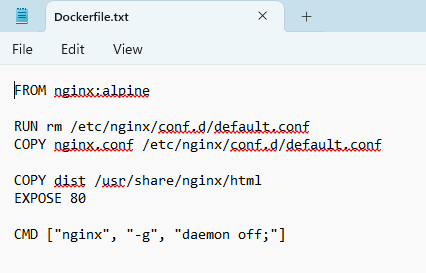 Dockerfile.txt
File Edit View
FROM nginx:alpine
RUN rm /etc/nginx/conf.d/default.conf
COPY nginx.conf /etc/nginx/conf.d/default.conf
COPY dist /usr/share/nginx/html
EXPOSE 80
CMD ["nginx", "-g", "daemon off;"]